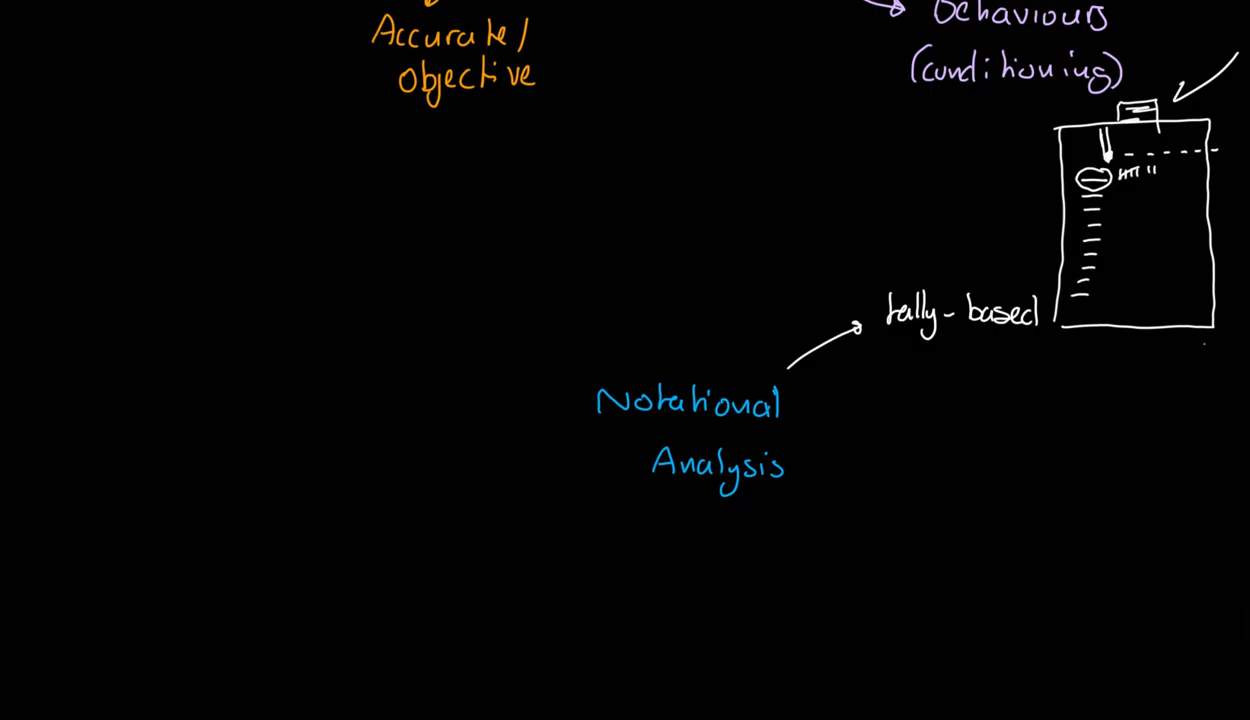 Accurate/
objective
Behaviours
(conditioning)
tally-based
Notational
Analysis